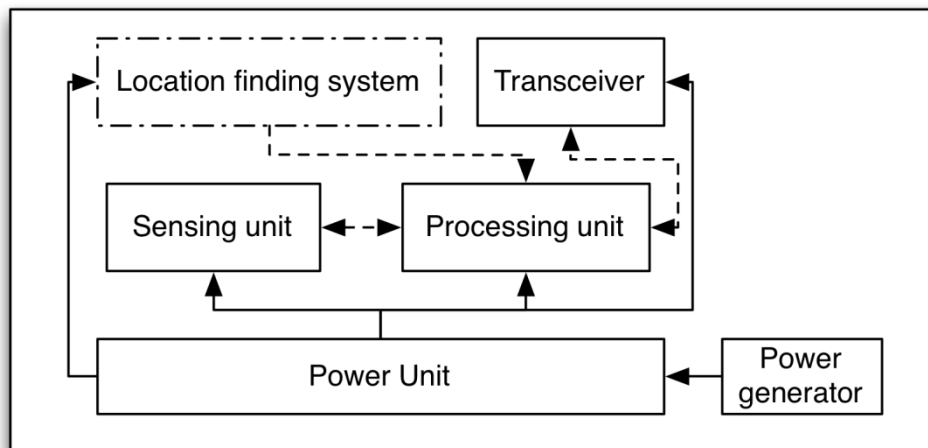 Location finding system
Transceiver
Sensing unit
Processing unit
Power Unit
Power
generator